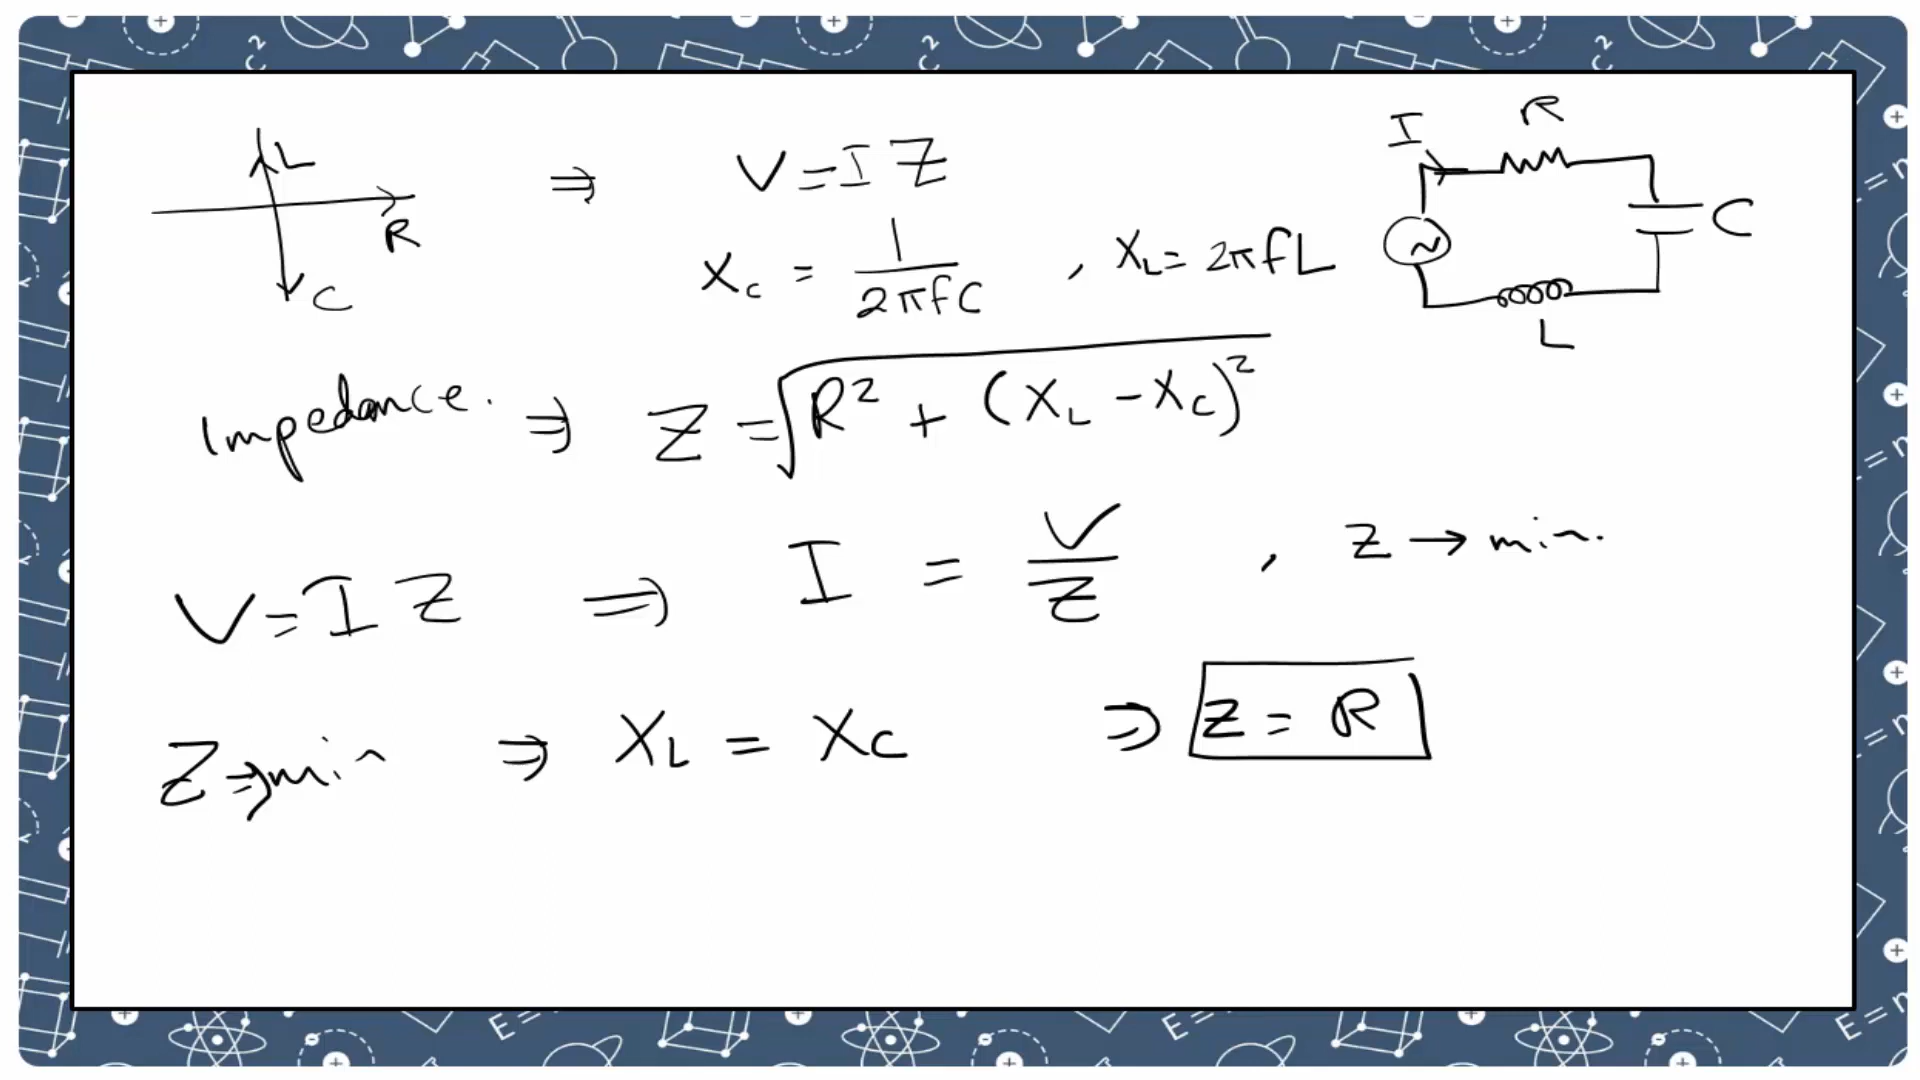 L
R
C
⇒ V = I Z
X_c = 1/(2πfC) , X_L = 2πfL
I R
C
L
Impedance. ⇒ Z = √(R² + (X_L - X_C)²)
V = I Z ⇒ I = V/Z , Z → min.
Z ⇒ min ⇒ X_L = X_C ⇒ Z = R